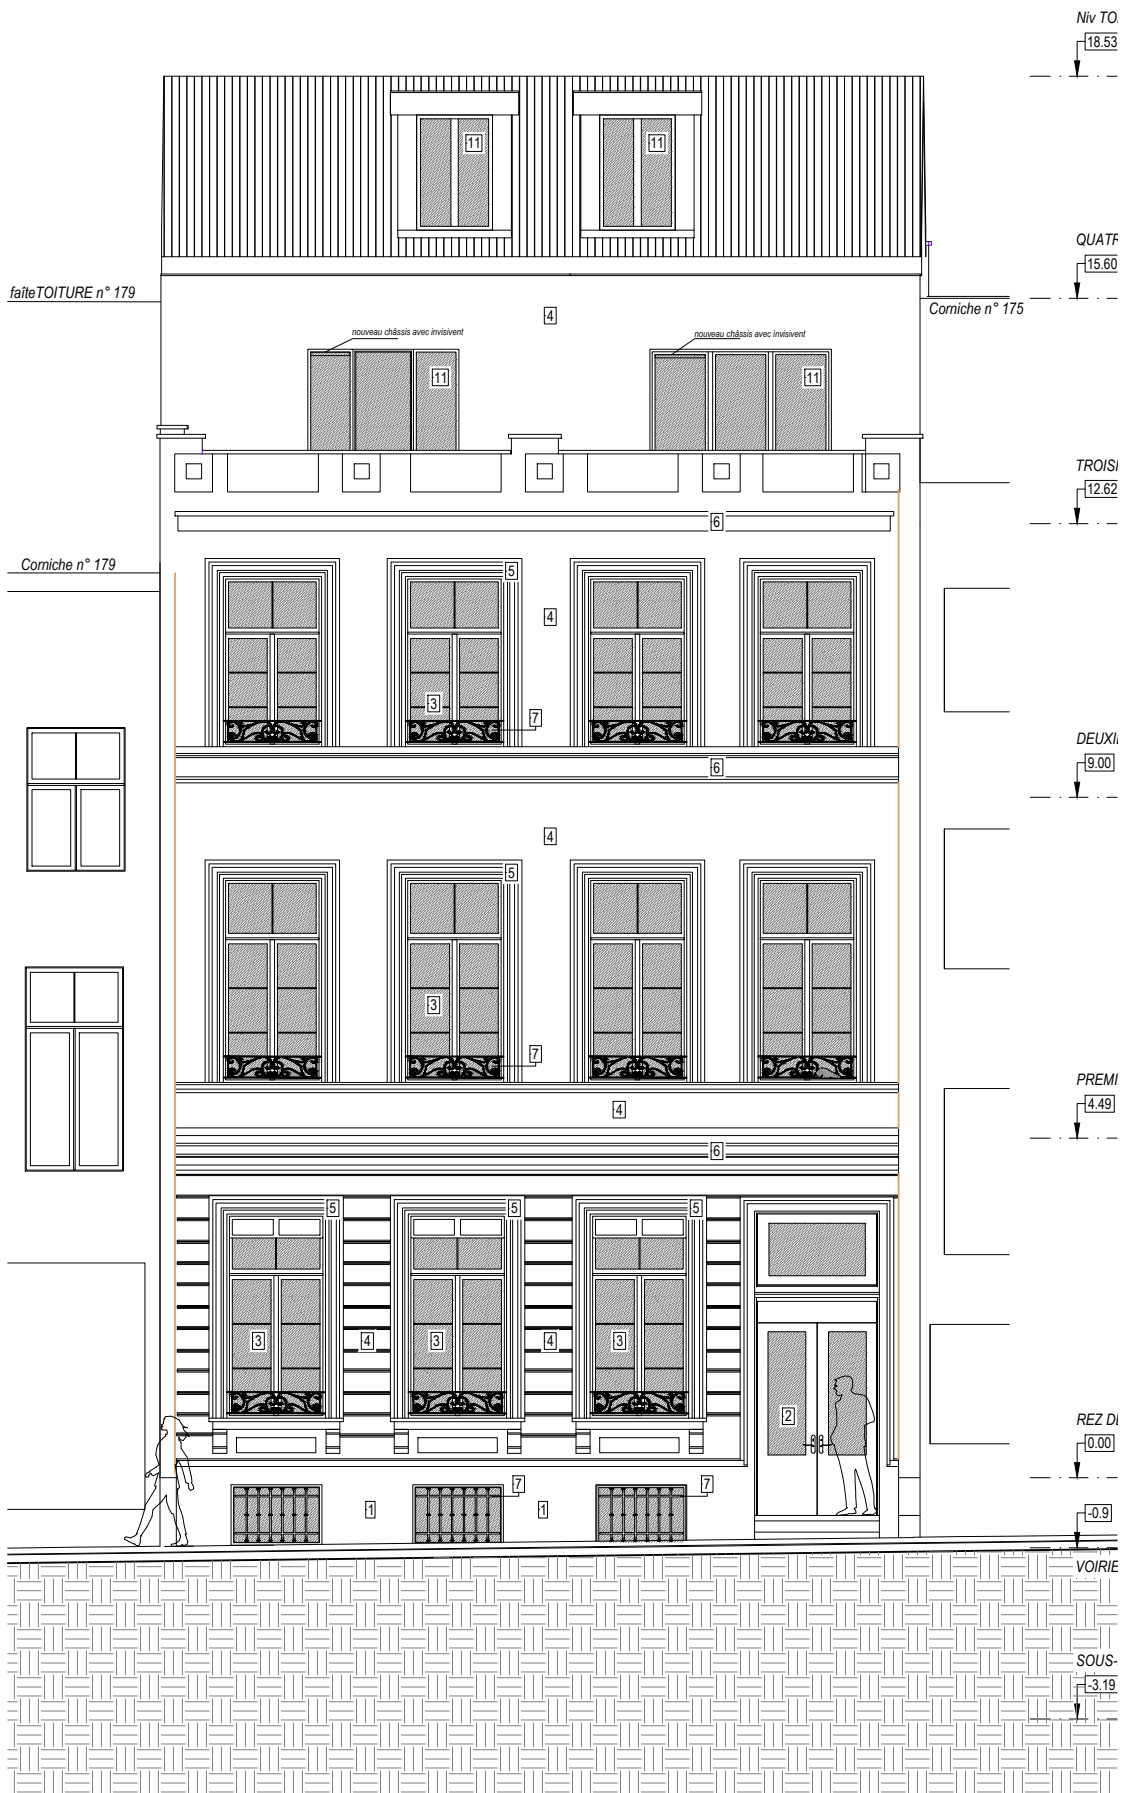 Niv TO
18.53
11
11
QUATR
15.60
faîteTOITURE n° 179
Corniche n° 175
4
nouveau châssis avec invisivent
nouveau châssis avec invisivent
11
11
TROISI
12.62
6
Corniche n° 179
5
4
3
7
DEUXI
9.00
6
4
5
3
7
PREMI
4.49
4
6
5
5
5
3
4
3
4
3
2
REZ DE
0.00
7
7
1
1
-0.9
VOIRIE
SOUS-
-3.19